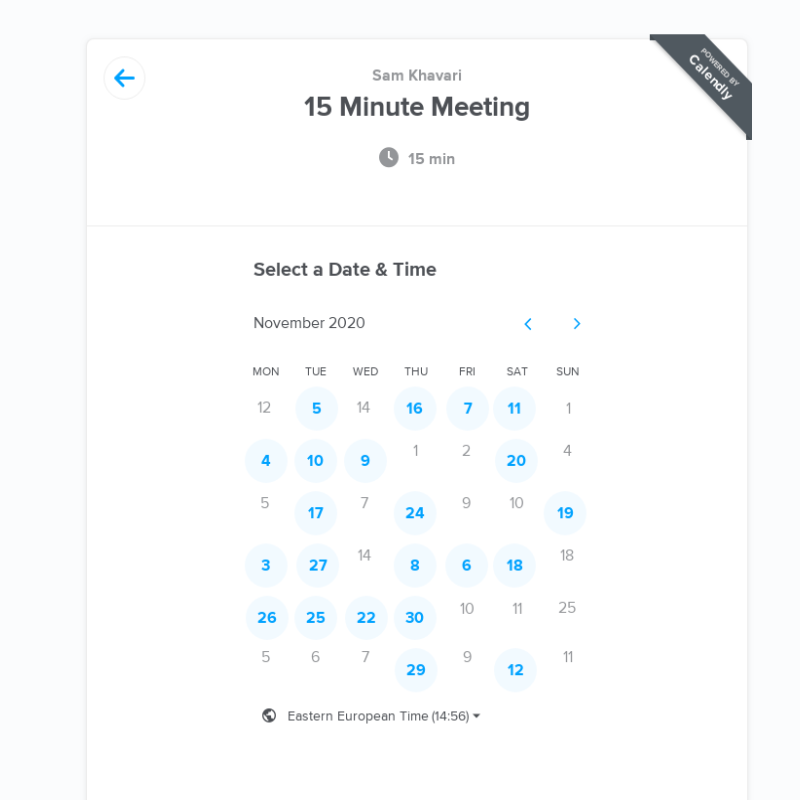 POWERED BY
Calendly
Sam Khavari
15 Minute Meeting
15 min
Select a Date & Time
November 2020
MON TUE WED THU FRI SAT SUN
12 5 14 16 7 11 1
4 10 9 1 2 20 4
5 17 7 24 9 10 19
3 27 14 8 6 18 18
26 25 22 30 10 11 25
5 6 7 29 9 12 11
Eastern European Time (14:56)